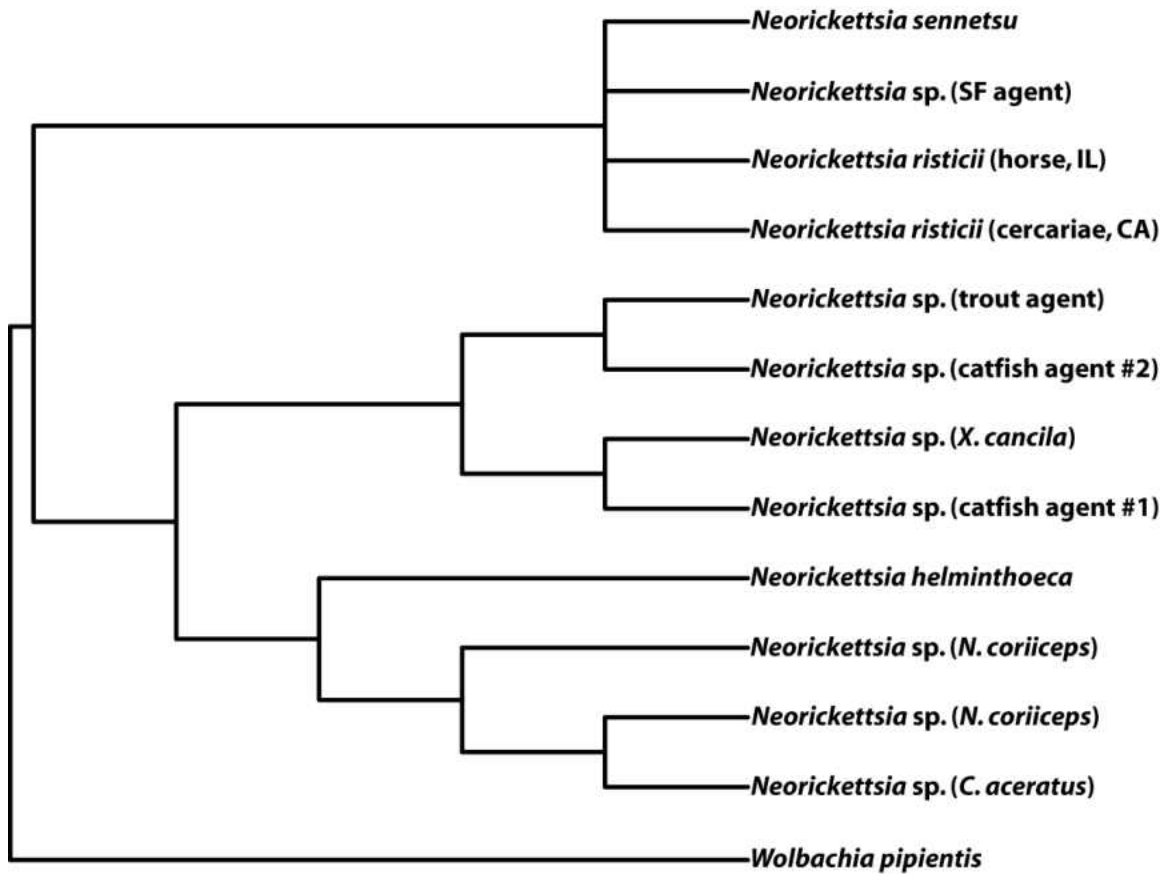 Neorickettsia sennetsu
Neorickettsia sp. (SF agent)
Neorickettsia risticii (horse, IL)
Neorickettsia risticii (cercariae, CA)
Neorickettsia sp. (trout agent)
Neorickettsia sp. (catfish agent #2)
Neorickettsia sp. (X. cancila)
Neorickettsia sp. (catfish agent #1)
Neorickettsia helminthoeca
Neorickettsia sp. (N. coriiceps)
Neorickettsia sp. (N. coriiceps)
Neorickettsia sp. (C. aceratus)
Wolbachia pipientis